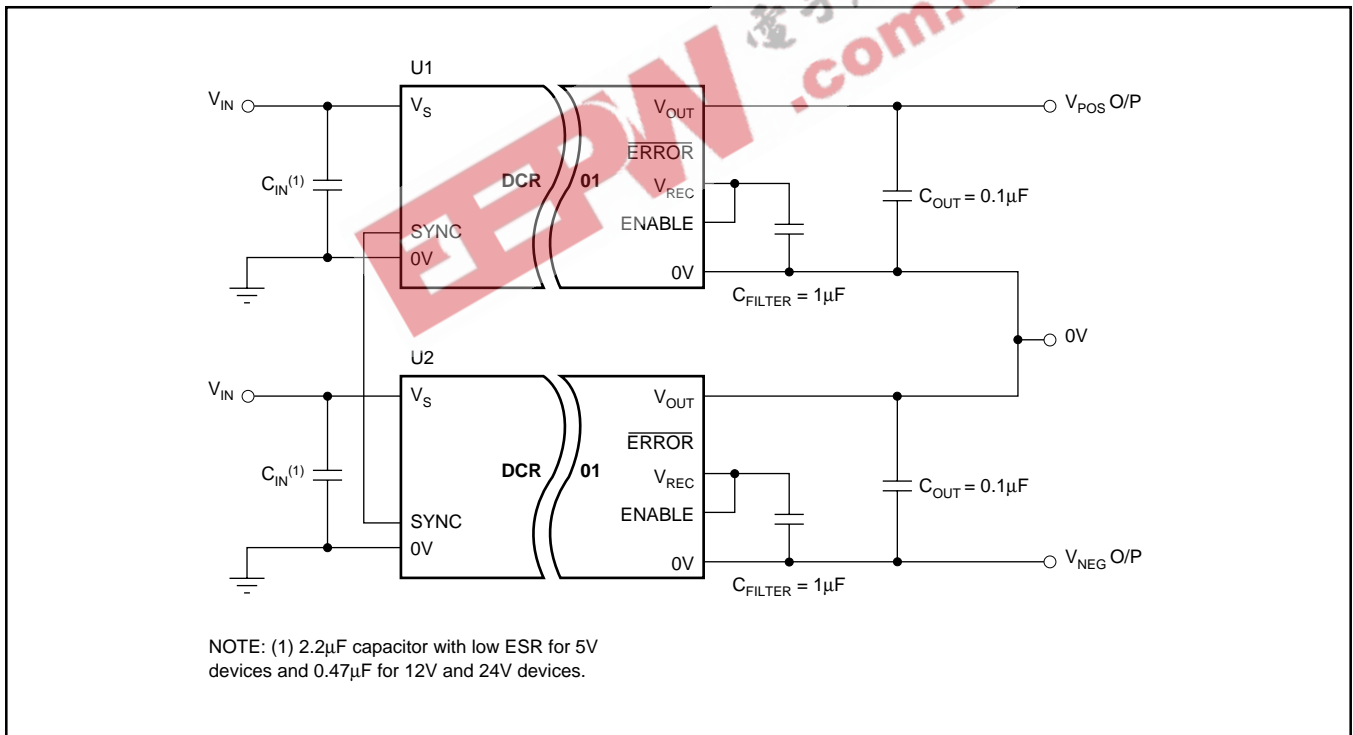 EEPW
.com.
U1
V_IN
V_S
V_OUT
V_POS O/P
ERROR
C_IN(1)
DCR
01
V_REC
C_OUT = 0.1µF
SYNC
ENABLE
0V
0V
C_FILTER = 1µF
0V
U2
V_IN
V_S
V_OUT
ERROR
C_IN(1)
DCR
01
V_REC
C_OUT = 0.1µF
SYNC
ENABLE
0V
0V
V_NEG O/P
C_FILTER = 1µF
NOTE: (1) 2.2µF capacitor with low ESR for 5V
devices and 0.47µF for 12V and 24V devices.